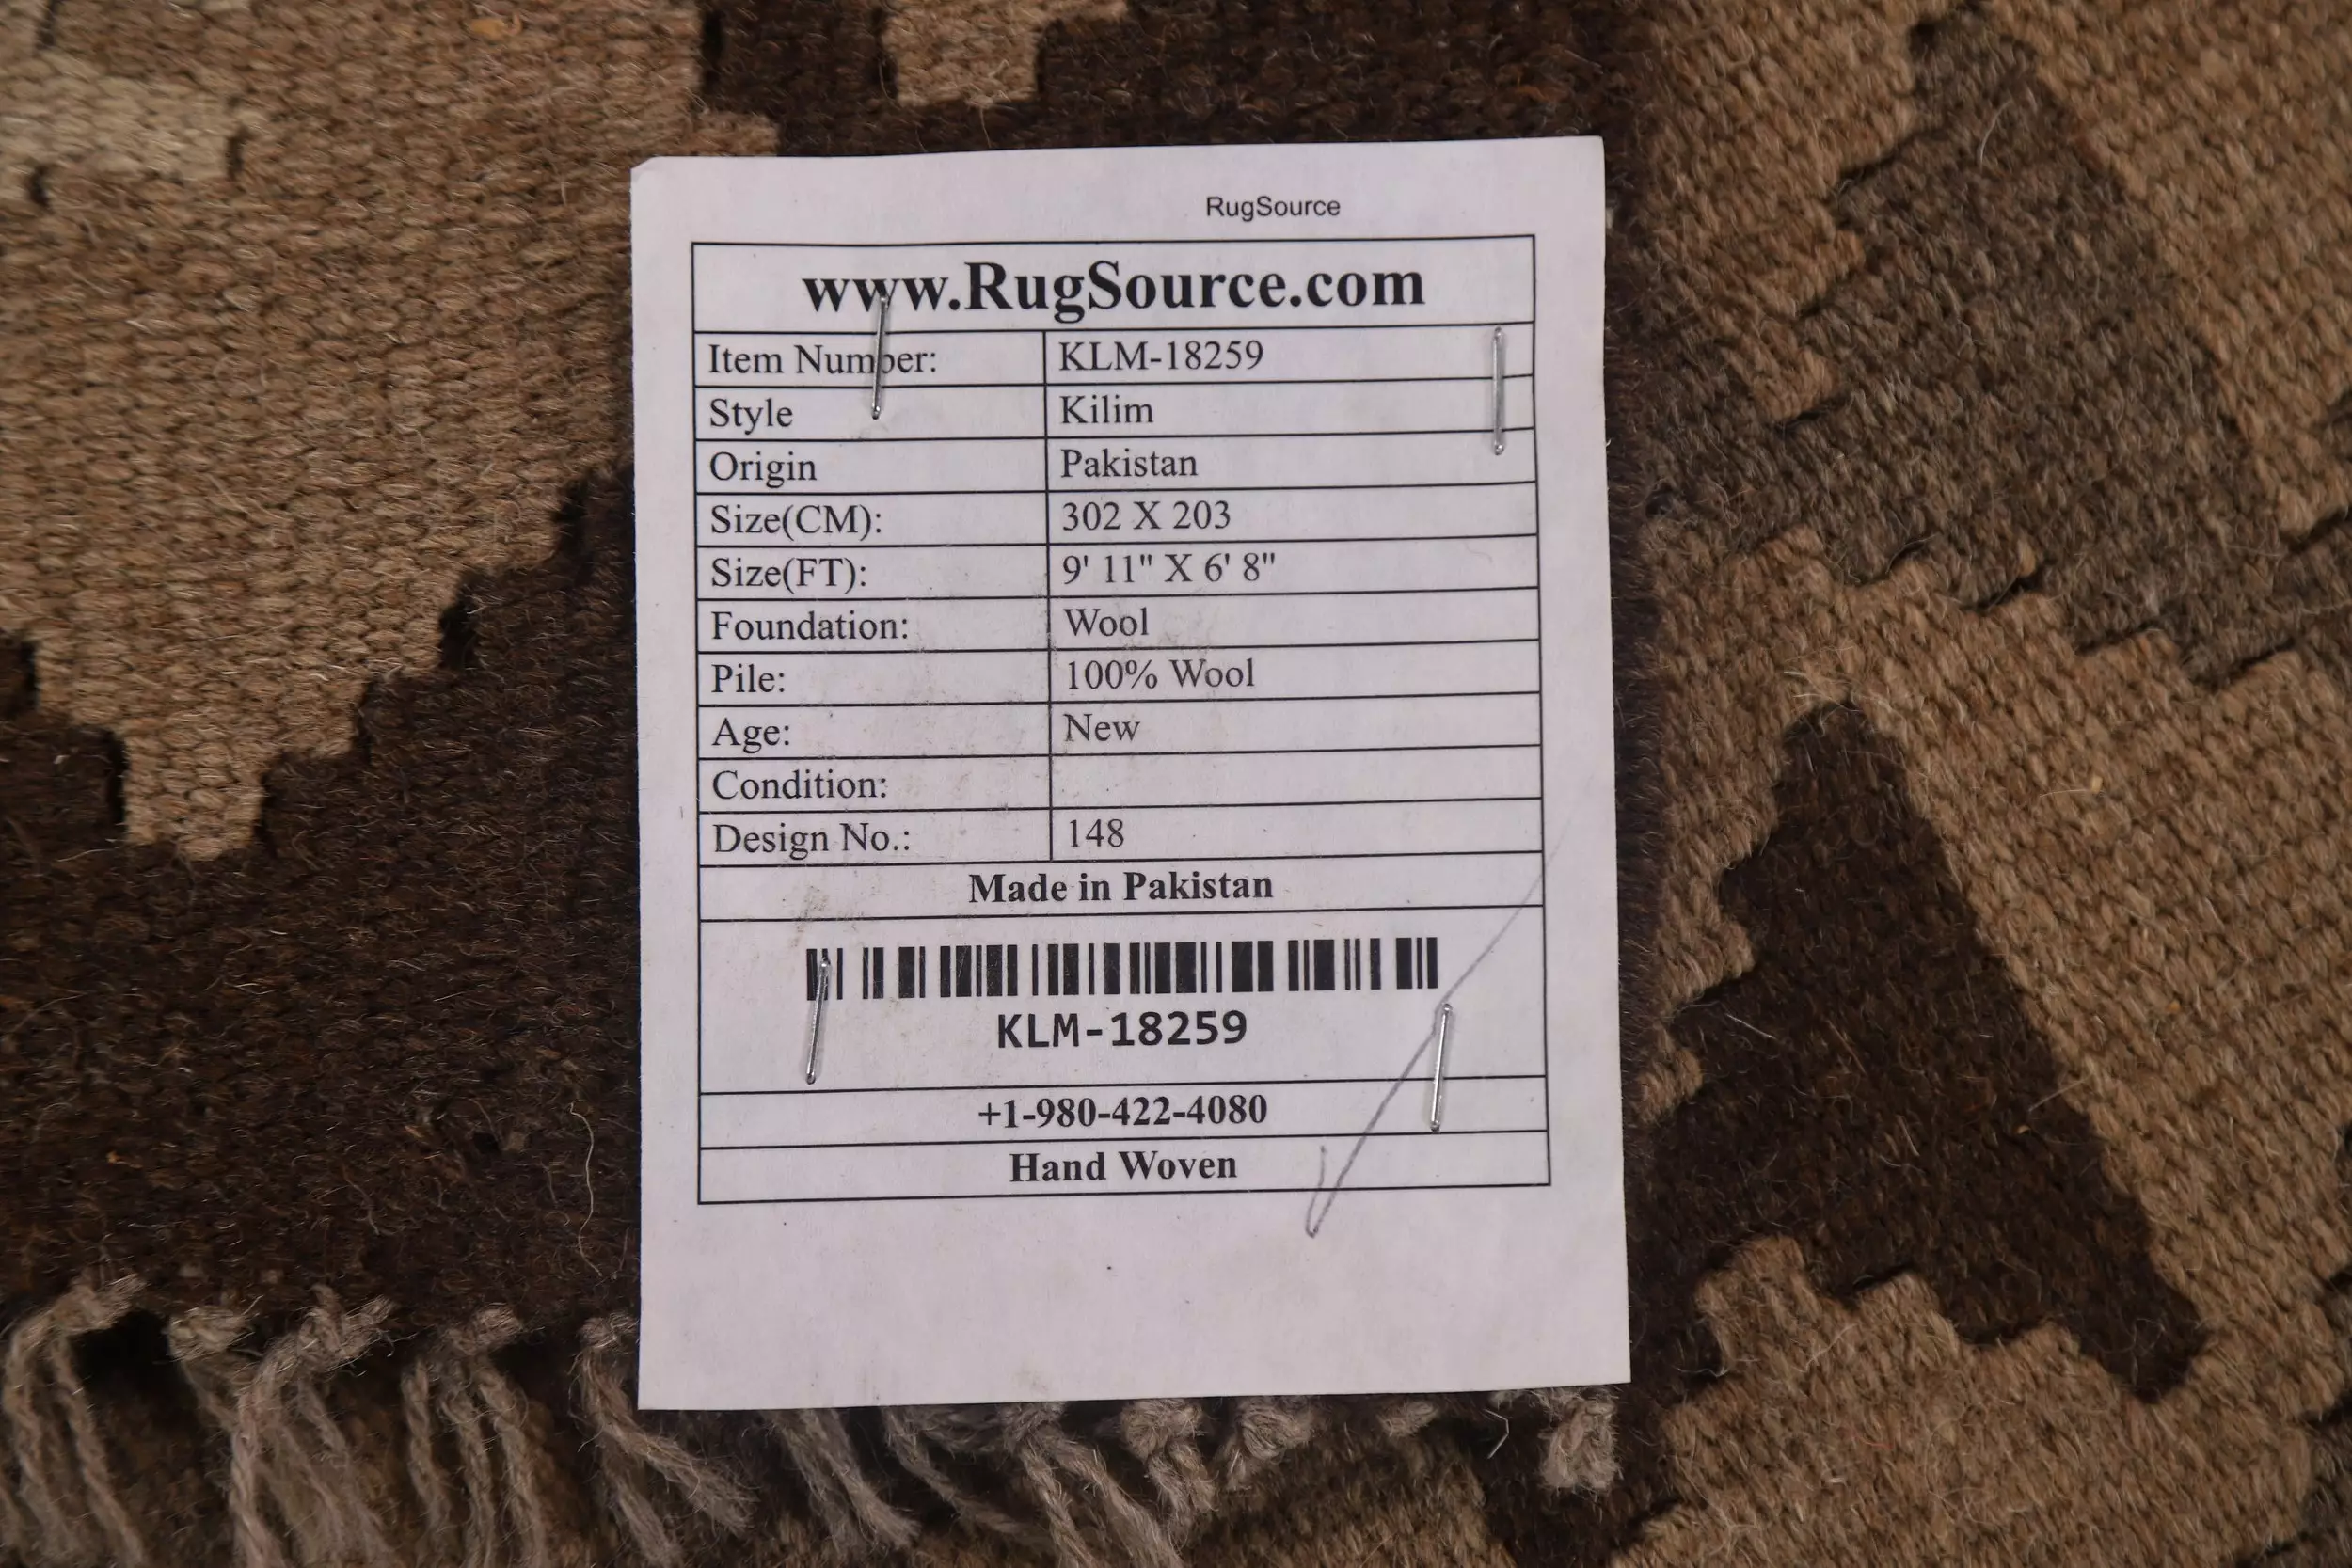 RugSource
www.RugSource.com
Item Number: KLM-18259
Style Kilim
Origin Pakistan
Size(CM): 302 X 203
Size(FT): 9' 11" X 6' 8"
Foundation: Wool
Pile: 100% Wool
Age: New
Condition:
Design No.: 148
Made in Pakistan
KLM-18259
+1-980-422-4080
Hand Woven